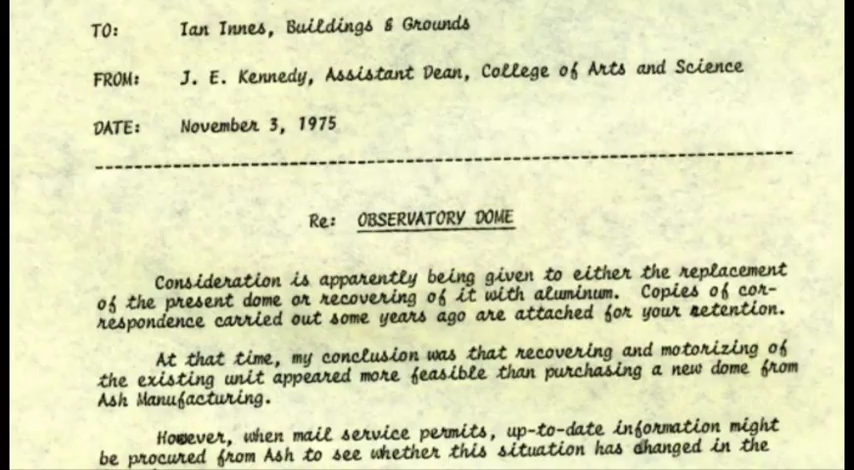 TO: Ian Innes, Buildings & Grounds
FROM: J. E. Kennedy, Assistant Dean, College of Arts and Science
DATE: November 3, 1975
Re: OBSERVATORY DOME
Consideration is apparently being given to either the replacement
of the present dome or recovering of it with aluminum. Copies of cor-
respondence carried out some years ago are attached for your retention.
At that time, my conclusion was that recovering and motorizing of
the existing unit appeared more feasible than purchasing a new dome from
Ash Manufacturing.
However, when mail service permits, up-to-date information might
be procured from Ash to see whether this situation has changed in the